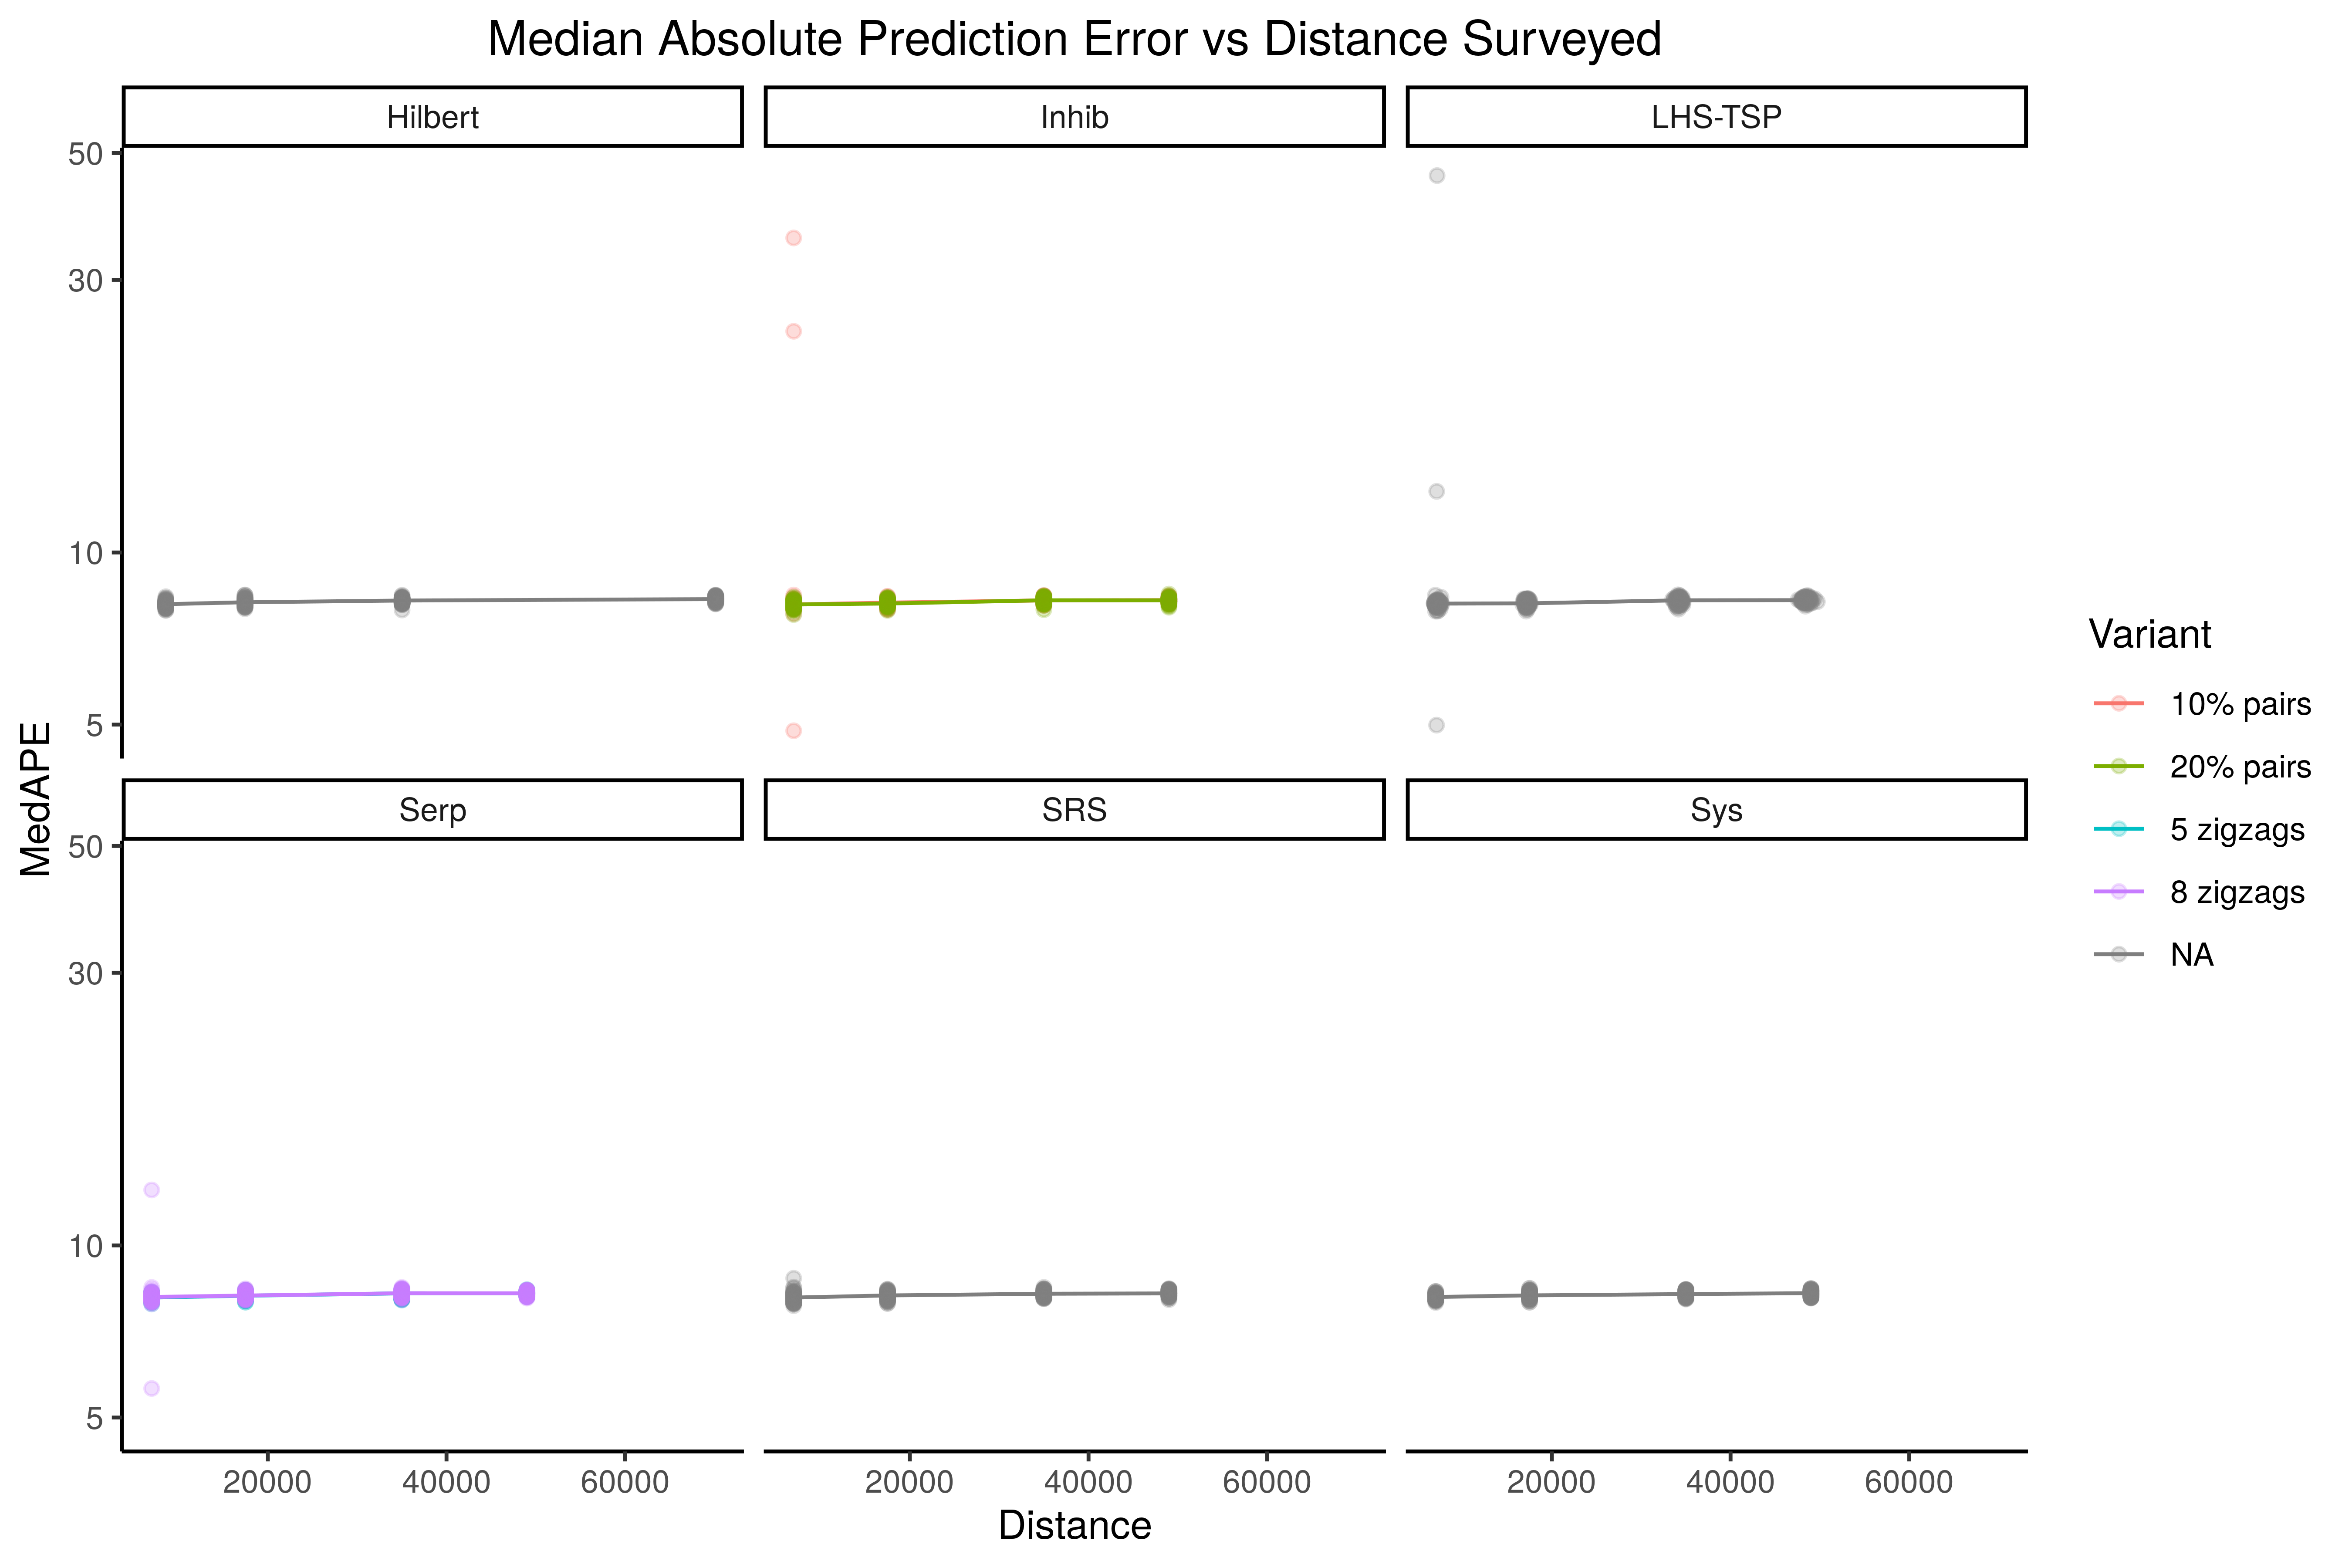 Median Absolute Prediction Error vs Distance Surveyed
Hilbert
Inhib
LHS-TSP
50
30
10
5
Serp
SRS
Sys
50
30
10
5
MedAPE
20000
40000
60000
20000
40000
60000
20000
40000
60000
Distance
Variant
10% pairs
20% pairs
5 zigzags
8 zigzags
NA